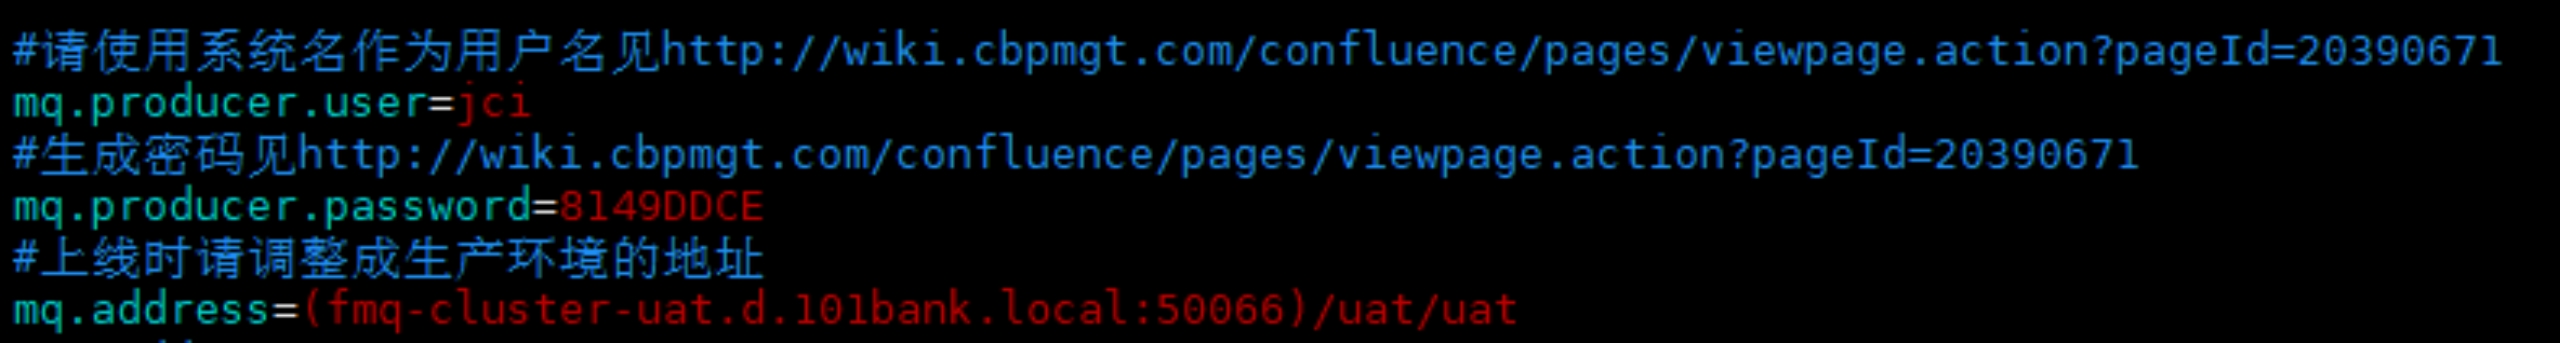 #请使用系统名作为用户名见http://wiki.cbpmgt.com/confluence/pages/viewpage.action?pageId=20390671
mq.producer.user=jci
#生成密码见http://wiki.cbpmgt.com/confluence/pages/viewpage.action?pageId=20390671
mq.producer.password=8149DDCE
#上线时请调整成生产环境的地址
mq.address=(fmq-cluster-uat.d.101bank.local:50066)/uat/uat